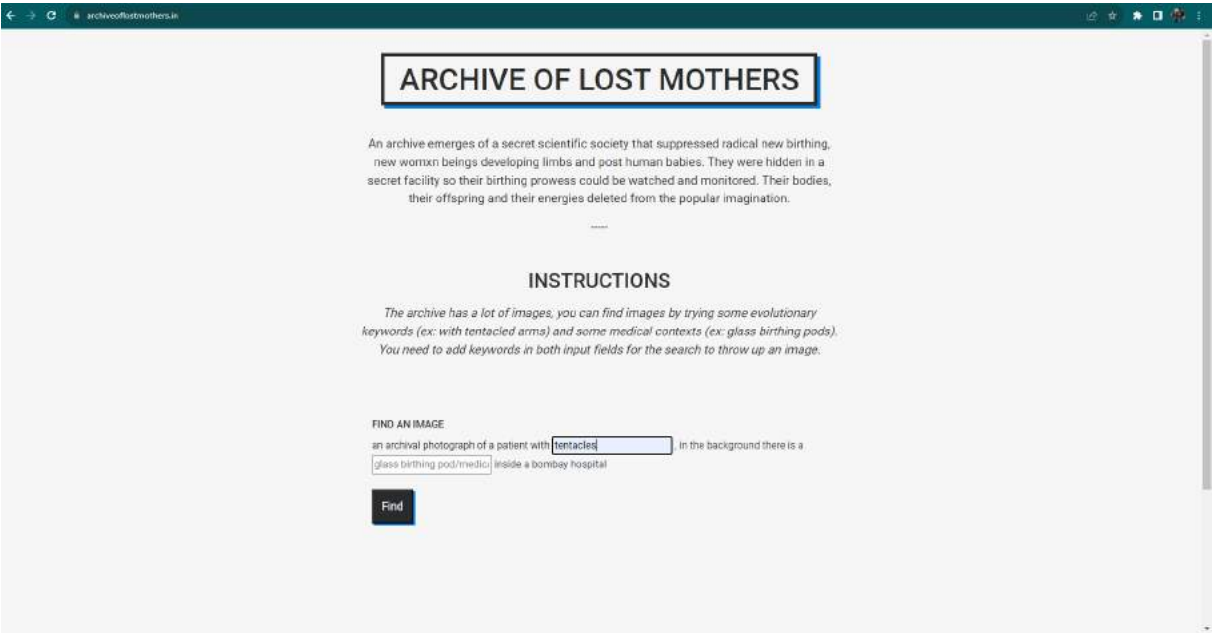 archiveoflostmothers.in
ARCHIVE OF LOST MOTHERS
An archive emerges of a secret scientific society that suppressed radical new birthing,
new womxn beings developing limbs and post human babies. They were hidden in a
secret facility so their birthing prowess could be watched and monitored. Their bodies,
their offspring and their energies deleted from the popular imagination.
-----
INSTRUCTIONS
The archive has a lot of images, you can find images by trying some evolutionary
keywords (ex: with tentacled arms) and some medical contexts (ex: glass birthing pods).
You need to add keywords in both input fields for the search to throw up an image.
FIND AN IMAGE
an archival photograph of a patient with tentacles , in the background there is a
glass birthing pod/medic inside a bombay hospital
Find